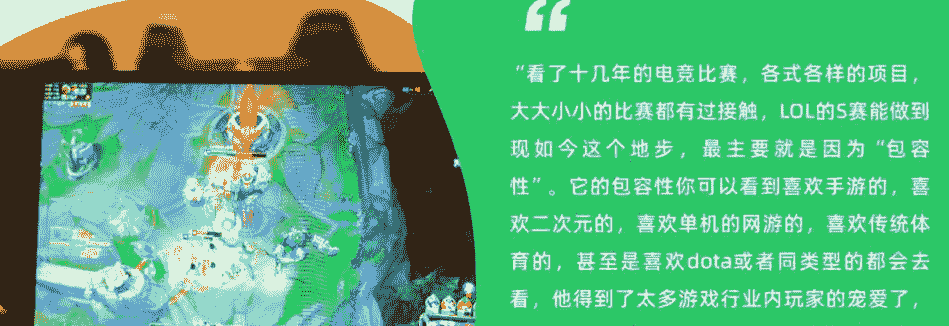 “看了十几年的电竞比赛，各式各样的项目，
大大小小的比赛都有过接触，LOL的S赛能做到
现如今这个地步，最主要就是因为“包容
性”。它的包容性你可以看到喜欢手游的，喜
欢二次元的，喜欢单机的网游的，喜欢传统体
育的，甚至是喜欢dota或者同类型的都会去
看，他得到了太多游戏行业内玩家的宠爱了，